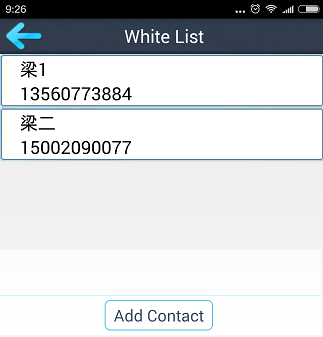 9:26
White List
梁1
13560773884
梁二
15002090077
Add Contact